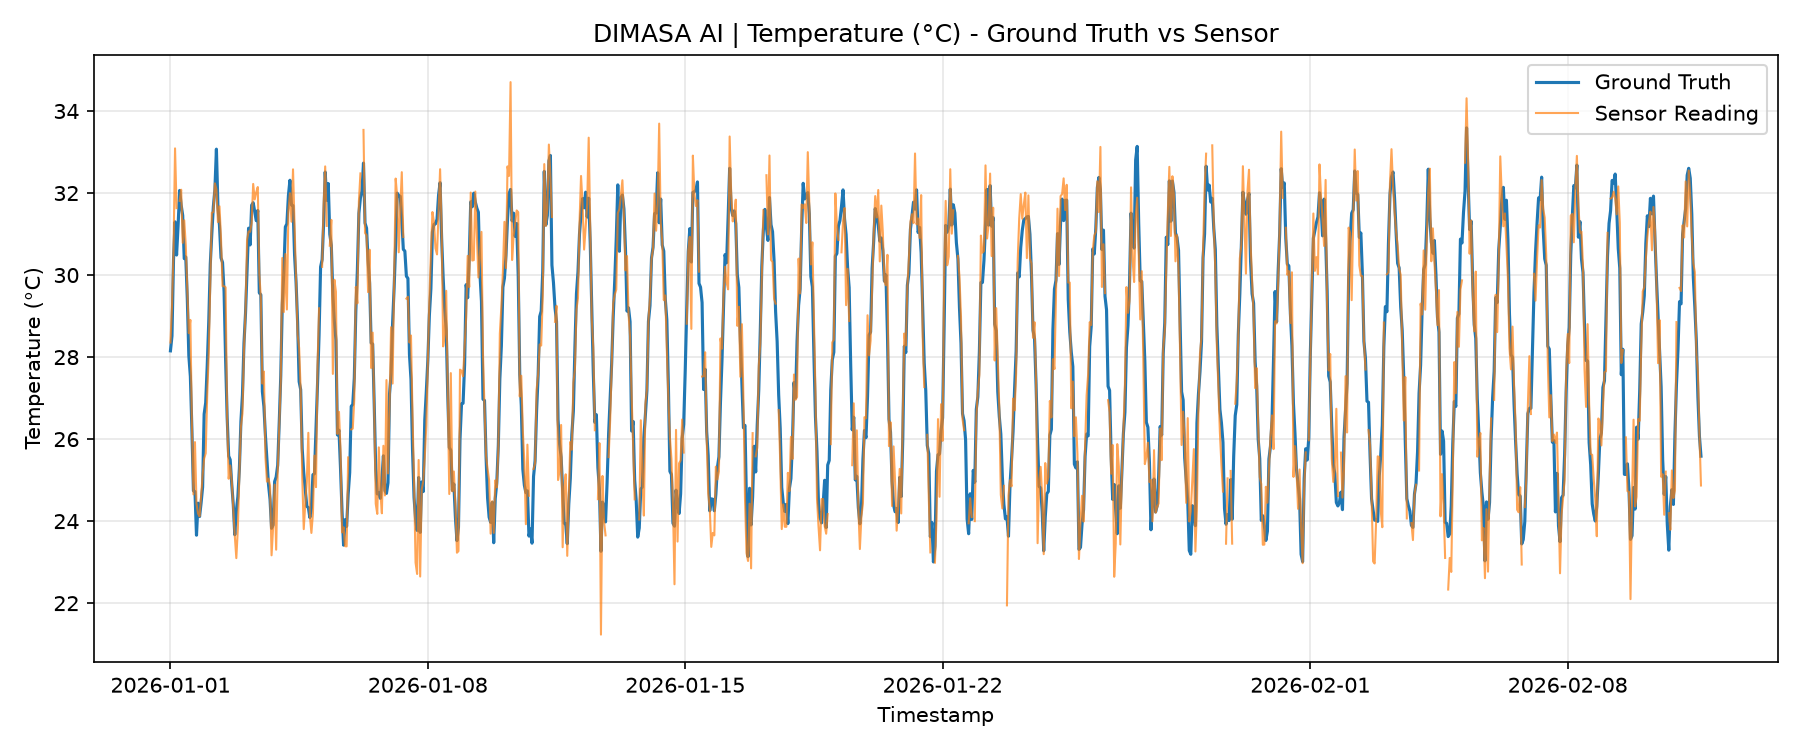 DIMASA AI | Temperature (°C) - Ground Truth vs Sensor
Ground Truth
Sensor Reading
34
32
30
28
26
24
22
Temperature (°C)
2026-01-01
2026-01-08
2026-01-15
2026-01-22
2026-02-01
2026-02-08
Timestamp